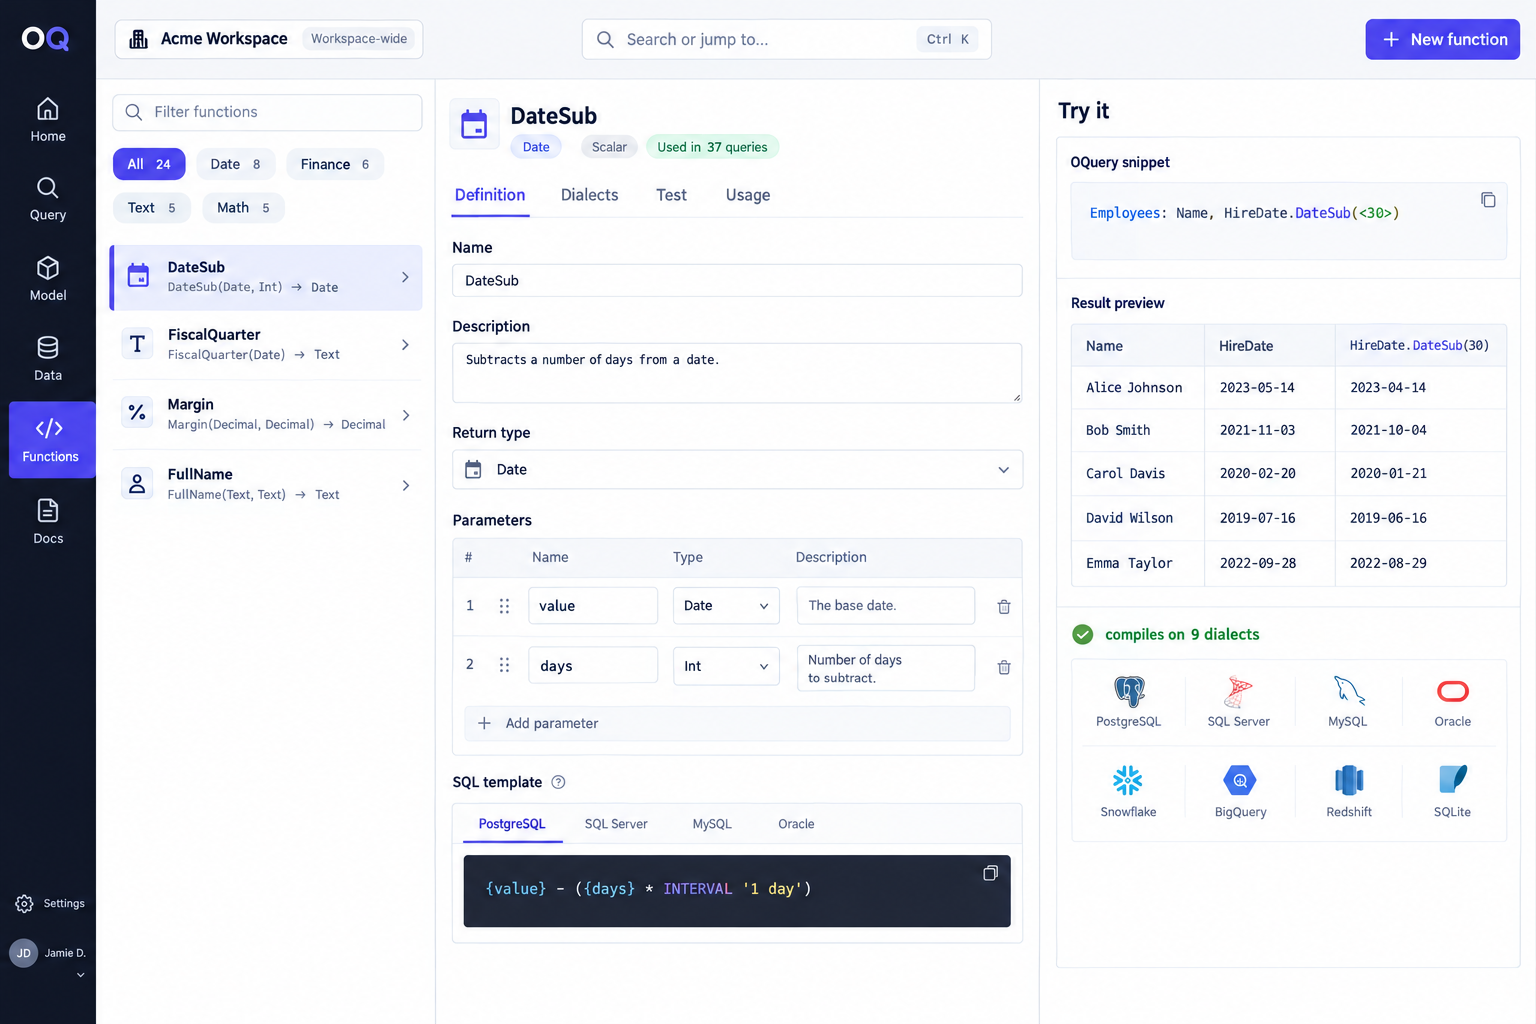 OQ
Home
Query
Model
Data
Functions
Docs
Settings
JD
Jamie D.
Acme Workspace
Workspace-wide
Search or jump to...
Ctrl K
New function
Filter functions
All 24
Date 8
Finance 6
Text 5
Math 5
DateSub
DateSub(Date, Int) → Date
FiscalQuarter
FiscalQuarter(Date) → Text
Margin
Margin(Decimal, Decimal) → Decimal
FullName
FullName(Text, Text) → Text
DateSub
Date
Scalar
Used in 37 queries
Definition
Dialects
Test
Usage
Name
DateSub
Description
Subtracts a number of days from a date.
Return type
Date
Parameters
# Name Type Description
1 value Date The base date.
2 days Int Number of days
to subtract.
Add parameter
SQL template
PostgreSQL
SQL Server
MySQL
Oracle
{value} - ({days} * INTERVAL '1 day')
Try it
OQuery snippet
Employees: Name, HireDate.DateSub(<30>)
Result preview
Name HireDate HireDate.DateSub(30)
Alice Johnson 2023-05-14 2023-04-14
Bob Smith 2021-11-03 2021-10-04
Carol Davis 2020-02-20 2020-01-21
David Wilson 2019-07-16 2019-06-16
Emma Taylor 2022-09-28 2022-08-29
compiles on 9 dialects
PostgreSQL
SQL Server
MySQL
Oracle
Snowflake
BigQuery
Redshift
SQLite